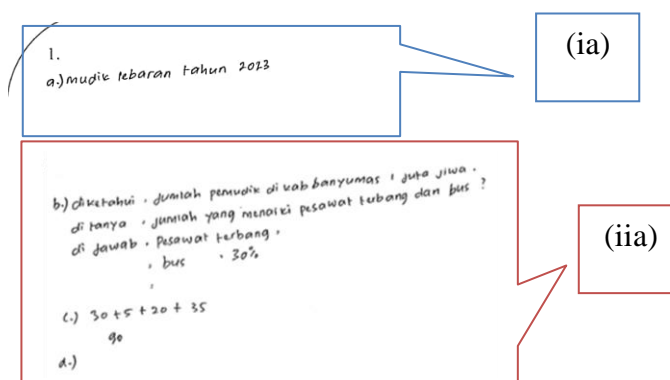 1.
a.) mudik lebaran tahun 2023
(ia)
b.) diketahui . jumlah pemudik di kab banyumas 1 juta jiwa .
di tanya . jumlah yang menaiki pesawat terbang dan bus ?
di jawab . Pesawat terbang .
, bus . 30%
(iia)
c.) 30 + 5 + 20 + 35
90
d.)